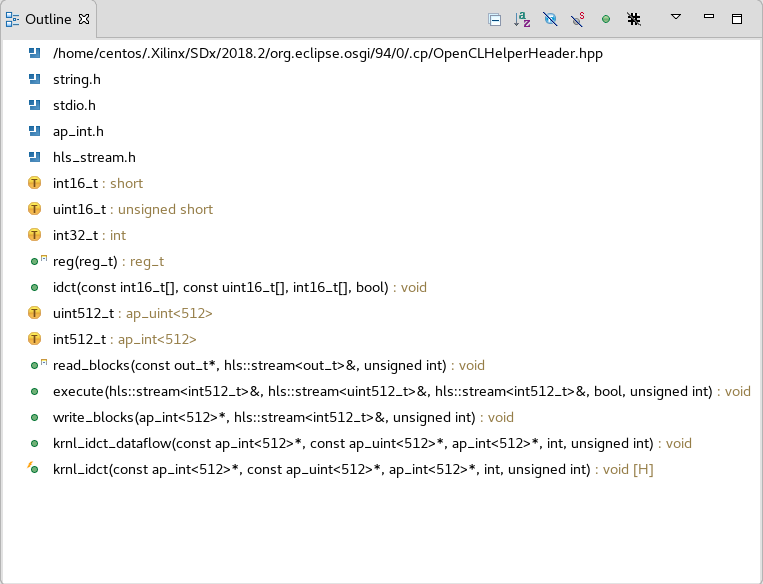 Outline
/home/centos/.Xilinx/SDx/2018.2/org.eclipse.osgi/94/0/.cp/OpenCLHelperHeader.hpp
string.h
stdio.h
ap_int.h
hls_stream.h
int16_t : short
uint16_t : unsigned short
int32_t : int
reg(reg_t) : reg_t
idct(const int16_t[], const uint16_t[], int16_t[], bool) : void
uint512_t : ap_uint<512>
int512_t : ap_int<512>
read_blocks(const out_t*, hls::stream<out_t>&, unsigned int) : void
execute(hls::stream<int512_t>&, hls::stream<uint512_t>&, hls::stream<int512_t>&, bool, unsigned int) : void
write_blocks(ap_int<512>*, hls::stream<int512_t>&, unsigned int) : void
krnl_idct_dataflow(const ap_int<512>*, const ap_uint<512>*, ap_int<512>*, int, unsigned int) : void
krnl_idct(const ap_int<512>*, const ap_uint<512>*, ap_int<512>*, int, unsigned int) : void [H]